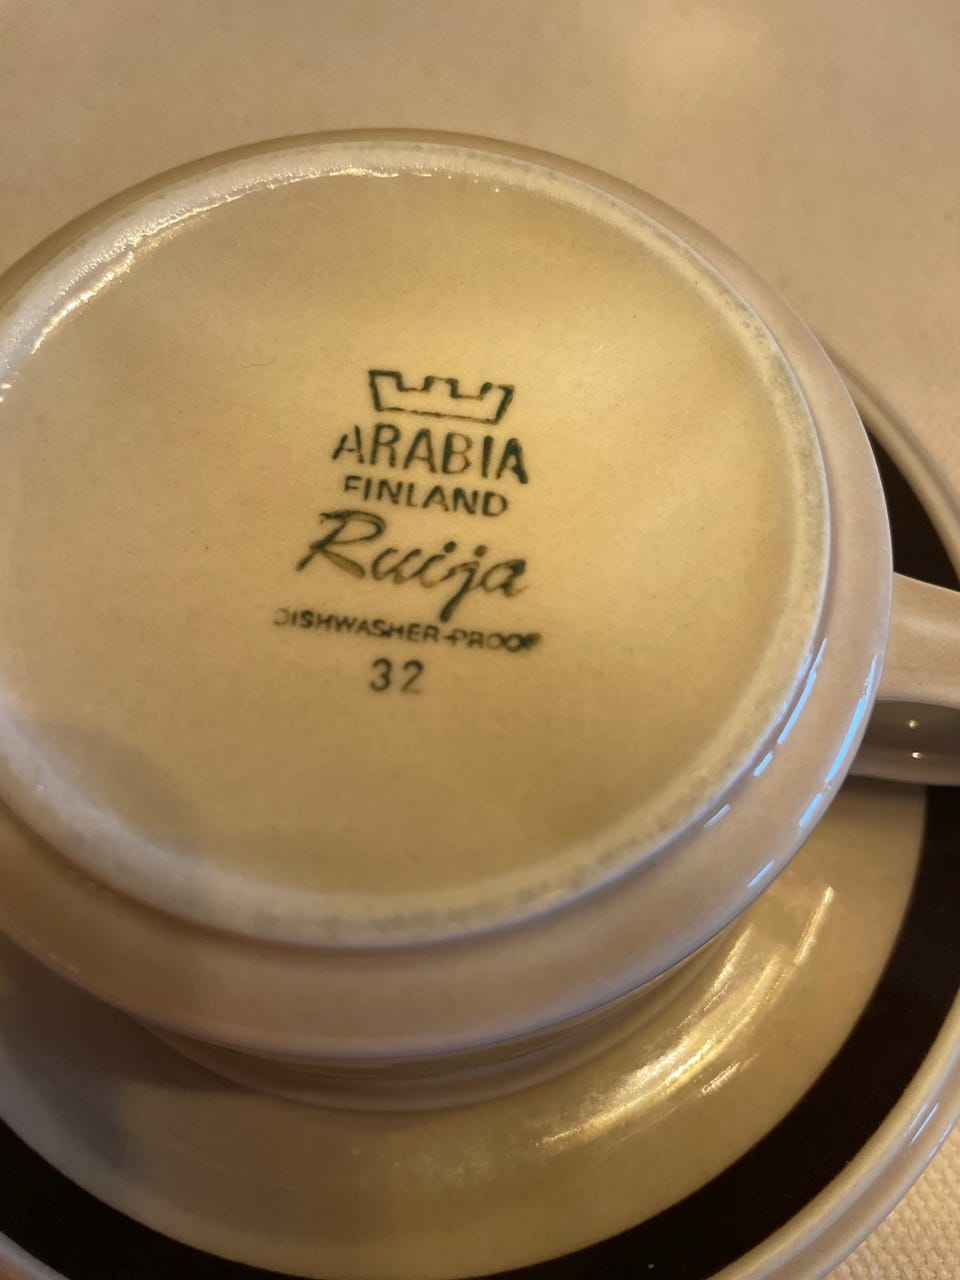 ARABIA
FINLAND
Ruija
DISHWASHER-PROOF
32